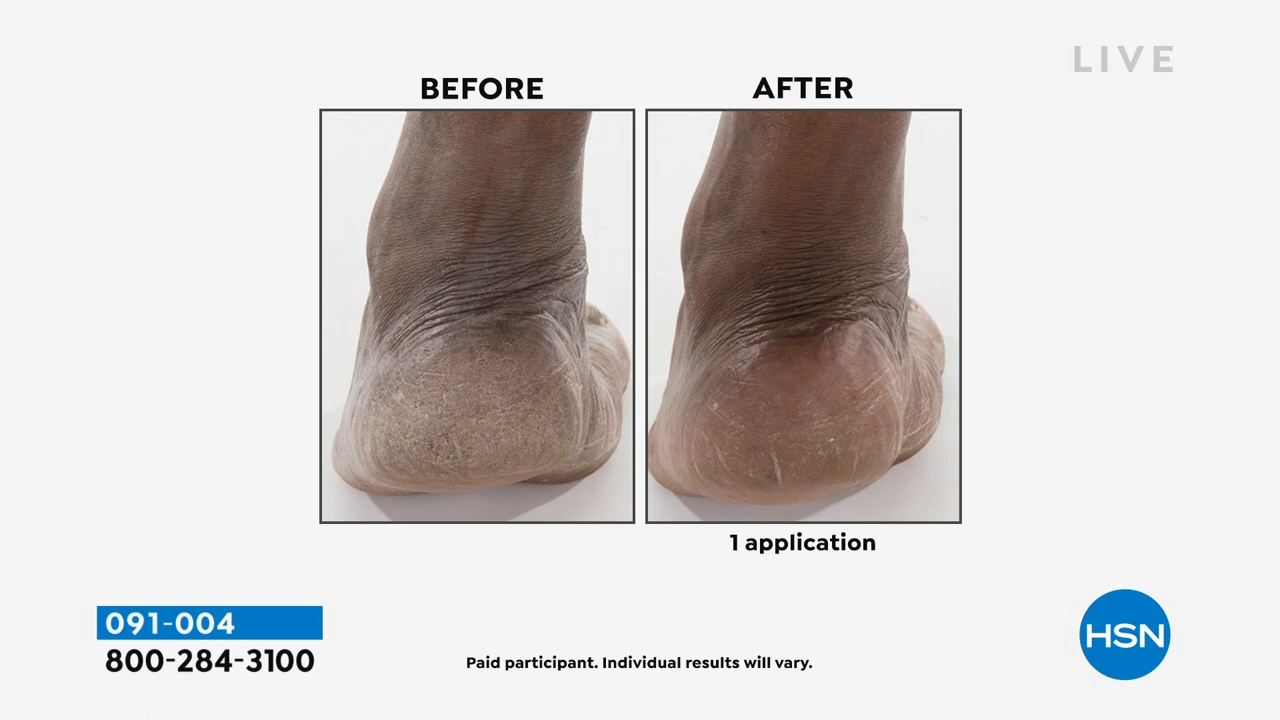 LIVE
BEFORE
AFTER
1 application
091-004
800-284-3100
Paid participant. Individual results will vary.
HSN